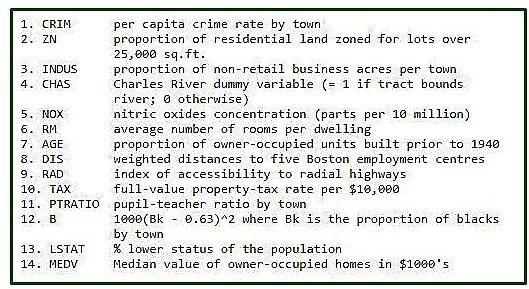 1. CRIM per capita crime rate by town
2. ZN proportion of residential land zoned for lots over
25,000 sq.ft.
3. INDUS proportion of non-retail business acres per town
4. CHAS Charles River dummy variable (= 1 if tract bounds
river; 0 otherwise)
5. NOX nitric oxides concentration (parts per 10 million)
6. RM average number of rooms per dwelling
7. AGE proportion of owner-occupied units built prior to 1940
8. DIS weighted distances to five Boston employment centres
9. RAD index of accessibility to radial highways
10. TAX full-value property-tax rate per $10,000
11. PTRATIO pupil-teacher ratio by town
12. B 1000(Bk - 0.63)^2 where Bk is the proportion of blacks
by town
13. LSTAT % lower status of the population
14. MEDV Median value of owner-occupied homes in $1000's